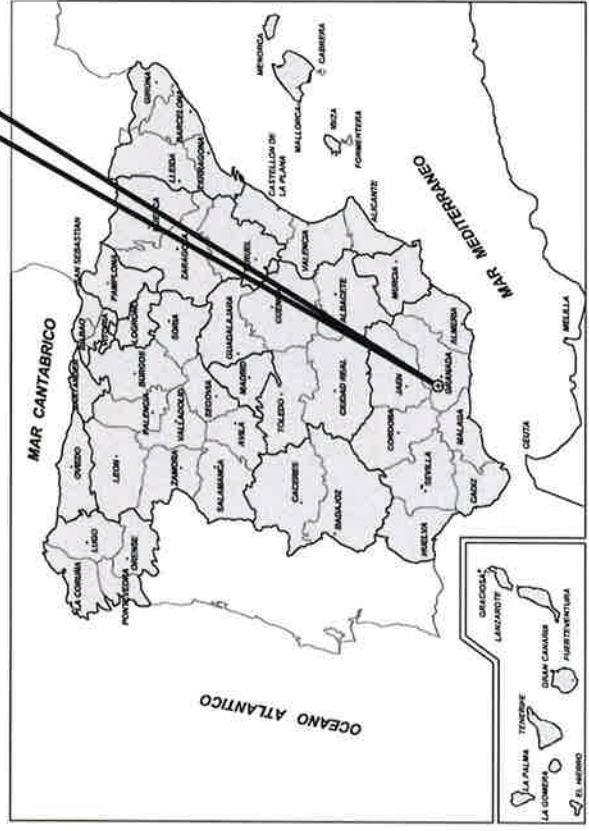 MAR CANTABRICO
LA CORUÑA
LUGO
OVIEDO
PONTEVEDRA
ORENSE
LEON
PALENCIA
BURGOS
BILBAO
VITORIA
LOGROÑO
SAN SEBASTIAN
PAMPLONA
ZAMORA
VALLADOLID
SORIA
ZARAGOZA
LLEIDA
GIRONA
BARCELONA
TARRAGONA
SALAMANCA
AVILA
SEGOVIA
MADRID
GUADALAJARA
CASTELLON DE
LA PLANA
MENORCA
MALLORCA
CABRERA
IBIZA
FORMENTERA
CACERES
TOLEDO
VALENCIA
BADAJOZ
CIUDAD REAL
ALBACETE
ALICANTE
HUELVA
SEVILLA
CORDOBA
JAEN
MURCIA
CADIZ
MALAGA
GRANADA
ALMERIA
MAR MEDITERRANEO
OCEANO ATLANTICO
CEUTA
MELILLA
LA PALMA
LA GOMERA
EL HIERRO
TENERIFE
GRAN CANARIA
FUERTEVENTURA
LANZAROTE
GRACIOSA